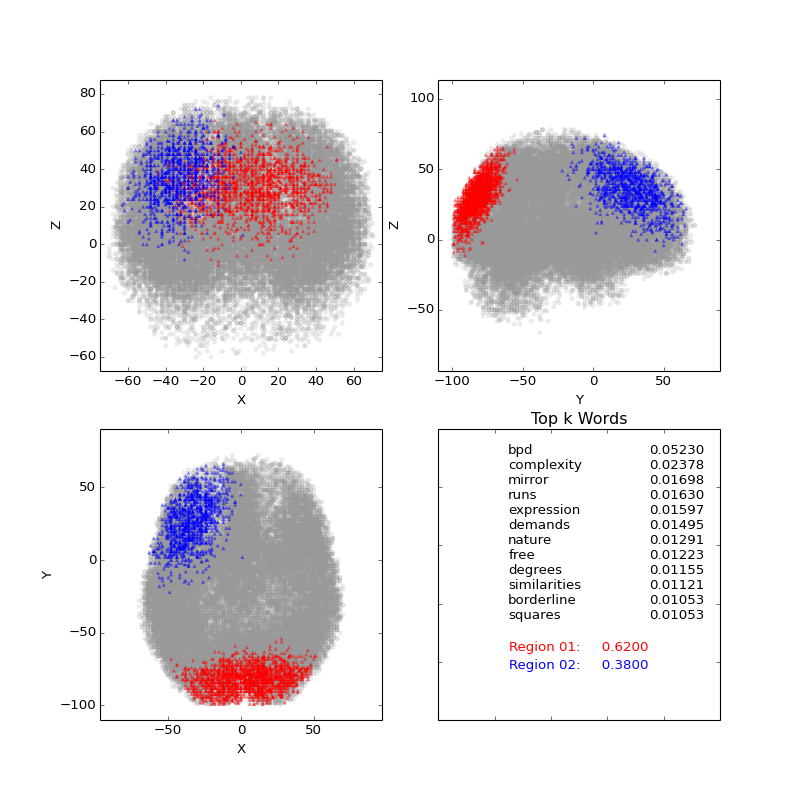 80
60
40
20
0
−20
−40
−60
Z
−60 −40 −20 0 20 40 60
X
100
50
0
−50
Z
−100 −50 0 50
Y
50
0
−50
−100
Y
−50 0 50
X
Top k Words
bpd 0.05230
complexity 0.02378
mirror 0.01698
runs 0.01630
expression 0.01597
demands 0.01495
nature 0.01291
free 0.01223
degrees 0.01155
similarities 0.01121
borderline 0.01053
squares 0.01053
Region 01: 0.6200
Region 02: 0.3800